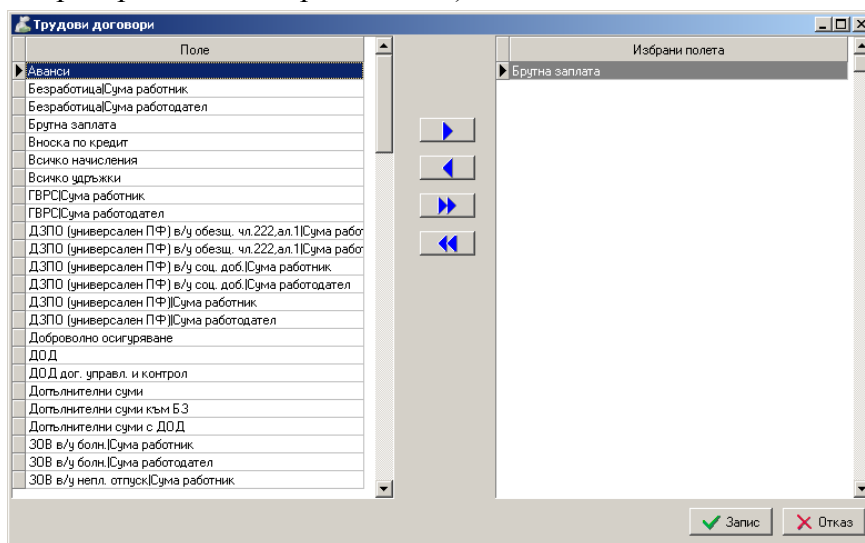 Трудови договори
Поле
Аванси
Безработица|Сума работник
Безработица|Сума работодател
Брутна заплата
Вноска по кредит
Всичко начисления
Всичко удръжки
ГВРС|Сума работник
ГВРС|Сума работодател
ДЗПО (универсален ПФ) в/у обезщ. чл.222,ал.1|Сума рабо
ДЗПО (универсален ПФ) в/у обезщ. чл.222,ал.1|Сума рабо
ДЗПО (универсален ПФ) в/у соц. доб.|Сума работник
ДЗПО (универсален ПФ) в/у соц. доб.|Сума работодател
ДЗПО (универсален ПФ)|Сума работник
ДЗПО (универсален ПФ)|Сума работодател
Доброволно осигуряване
ДОД
ДОД дог. управл. и контрол
Допълнителни суми
Допълнителни суми към БЗ
Допълнителни суми с ДОД
ЗОВ в/у болн.|Сума работник
ЗОВ в/у болн.|Сума работодател
ЗОВ в/у непл. отпуск|Сума работник
Избрани полета
Брутна заплата
Запис
Отказ